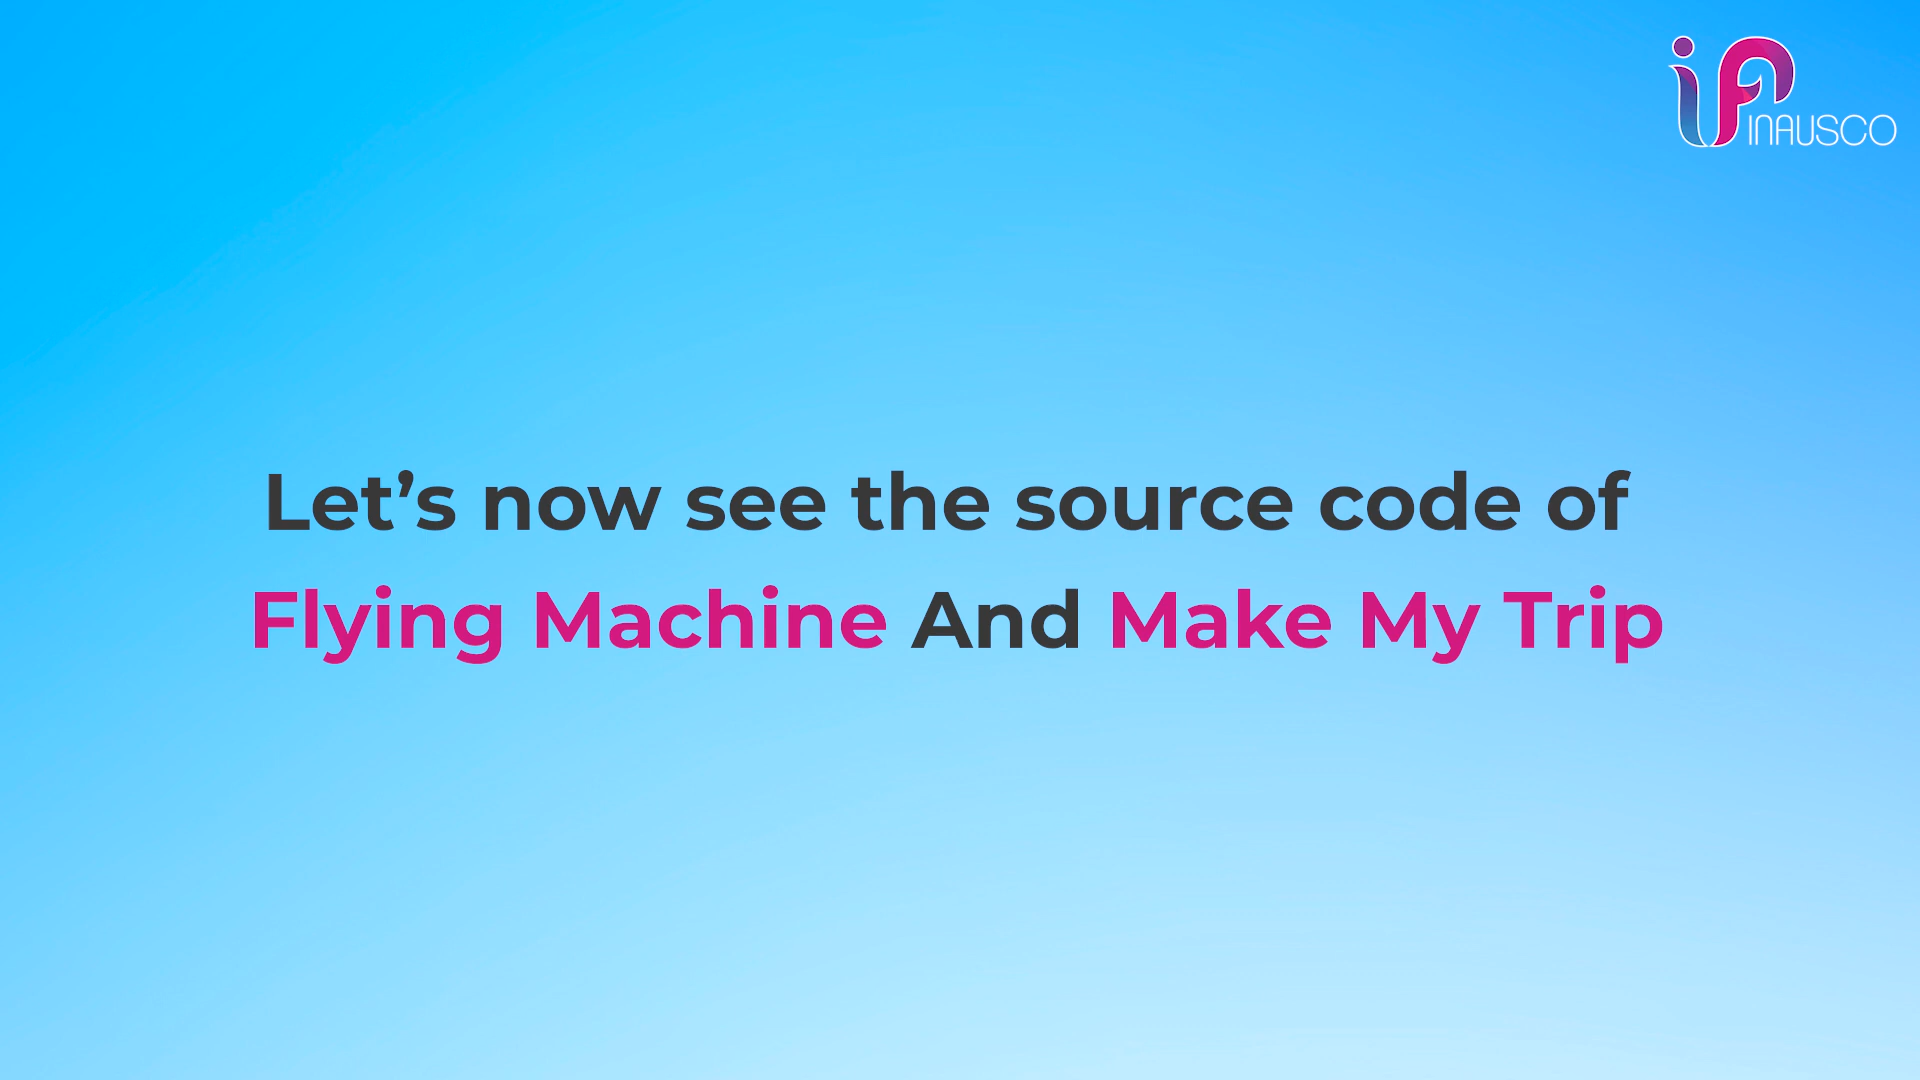 INAUSCO
Let’s now see the source code of
Flying Machine And Make My Trip